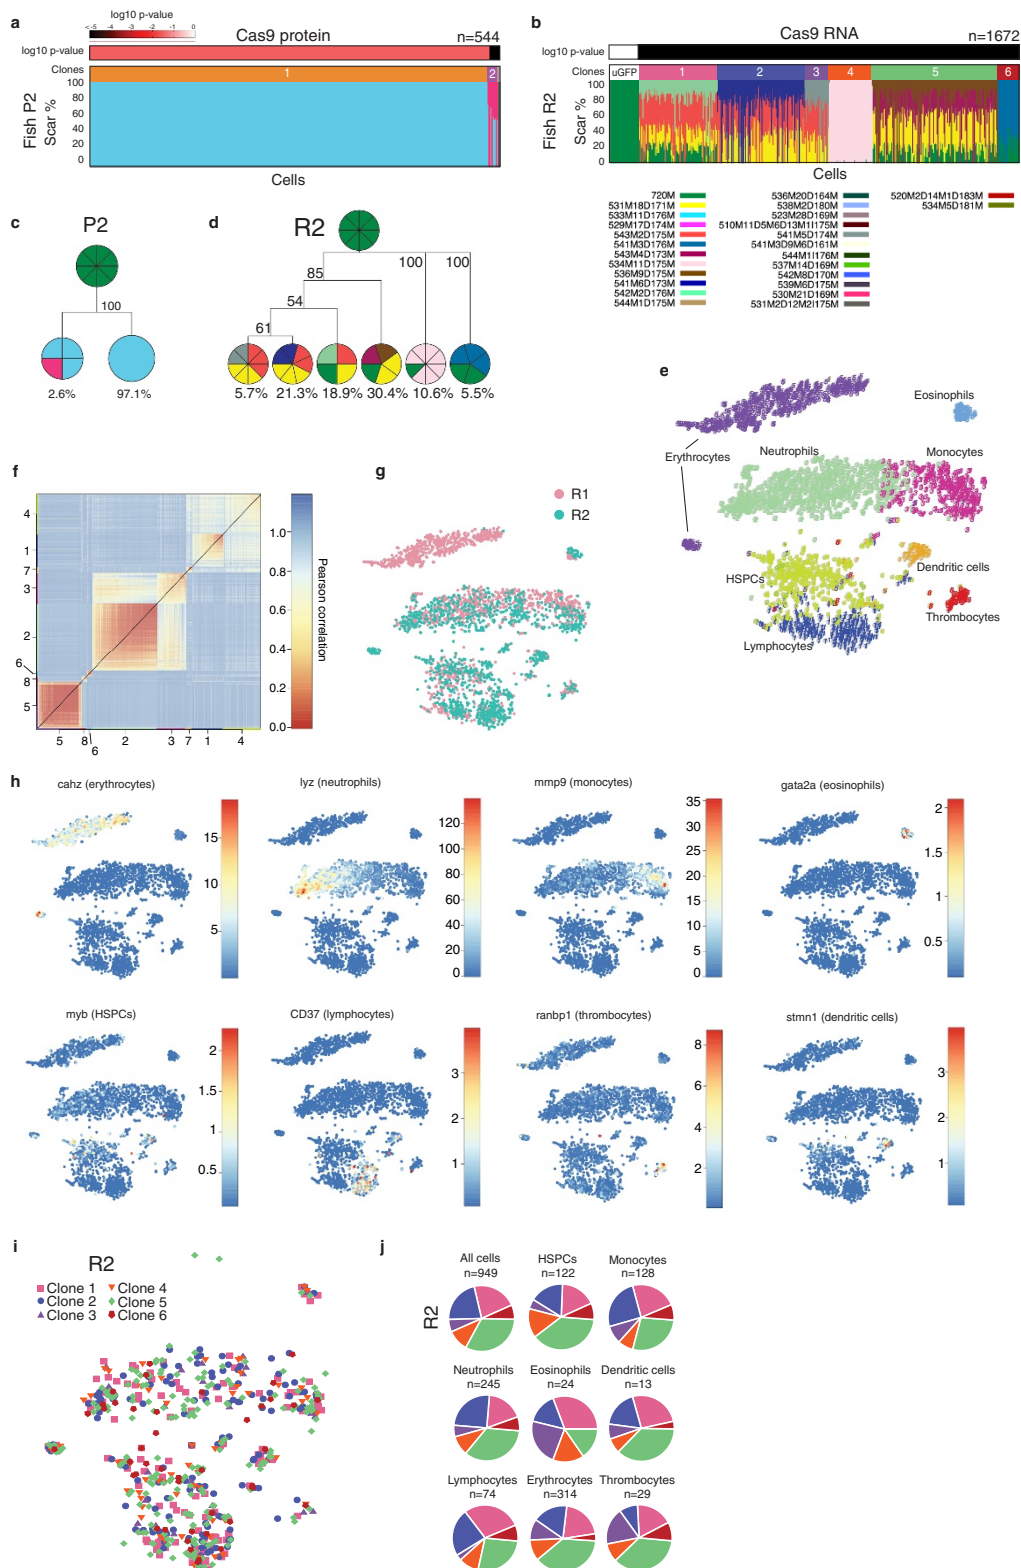 a
log10 p-value
<-5 -4 -3 -2 -1 0
Cas9 protein
n=544
log10 p-value
Clones 1 2
Fish P2
Scar %
100
80
60
40
20
0
Cells
b
Cas9 RNA
n=1672
log10 p-value
Clones uGFP 1 2 3 4 5 6
Fish R2
Scar %
100
80
60
40
20
0
Cells
720M
531M18D171M
533M11D176M
529M17D174M
543M2D175M
541M3D176M
543M4D173M
534M11D175M
536M9D175M
541M6D173M
542M2D176M
544M1D175M
536M20D164M
538M2D180M
523M28D169M
510M11D5M6D13M1I175M
541M5D174M
541M3D9M6D161M
544M1I176M
537M14D169M
542M8D170M
539M6D175M
530M21D169M
531M2D12M2I175M
520M2D14M1D183M
534M5D181M
c
P2
100
2.6% 97.1%
d
R2
100 100
85
54
61
5.7% 21.3% 18.9% 30.4% 10.6% 5.5%
e
Eosinophils
Neutrophils
Monocytes
Erythrocytes
HSPCs
Dendritic cells
Thrombocytes
Lymphocytes
f
4
1
7
3
2
6
8
5
5 8 6 2 3 7 1 4
1.0
0.8
0.6
0.4
0.2
0.0
Pearson correlation
g
R1
R2
h
cahz (erythrocytes)
15
10
5
lyz (neutrophils)
120
100
80
60
40
20
0
mmp9 (monocytes)
35
30
25
20
15
10
5
0
gata2a (eosinophils)
2
1.5
1
0.5
myb (HSPCs)
2
1.5
1
0.5
CD37 (lymphocytes)
3
2
1
ranbp1 (thrombocytes)
8
6
4
2
stmn1 (dendritic cells)
3
2
1
i
R2
Clone 1 Clone 4
Clone 2 Clone 5
Clone 3 Clone 6
j
R2
All cells
n=949
HSPCs
n=122
Monocytes
n=128
Neutrophils
n=245
Eosinophils
n=24
Dendritic cells
n=13
Lymphocytes
n=74
Erythrocytes
n=314
Thrombocytes
n=29